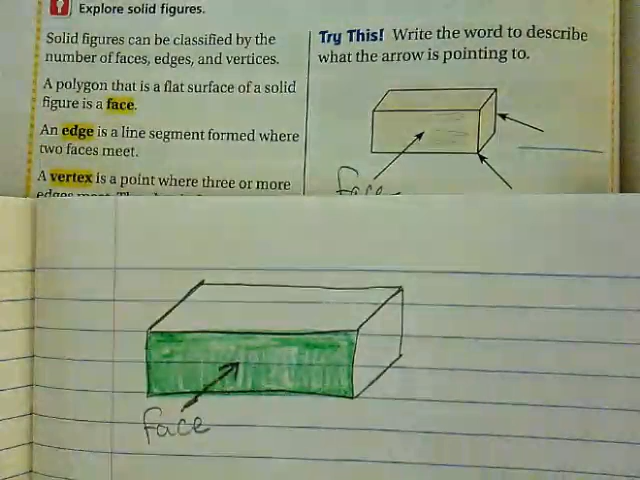 Explore solid figures.
Solid figures can be classified by the
number of faces, edges, and vertices.
A polygon that is a flat surface of a solid
figure is a face.
An edge is a line segment formed where
two faces meet.
A vertex is a point where three or more
edges meet.
Try This! Write the word to describe
what the arrow is pointing to.
face
face